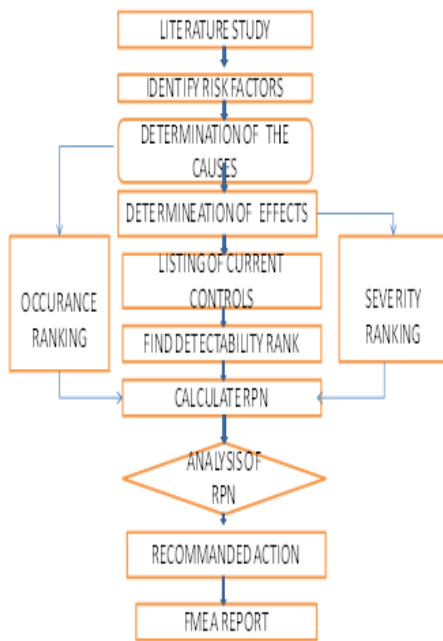 LITERATURE STUDY
IDENTIFY RISK FACTORS
DETERMINATION OF THE
CAUSES
DETERMINEATION OF EFFECTS
LISTING OF CURRENT
CONTROLS
OCCURANCE
RANKING
SEVERITY
RANKING
FIND DETECTABILITY RANK
CALCULATE RPN
ANALYSIS OF
RPN
RECOMMANDED ACTION
FMEA REPORT